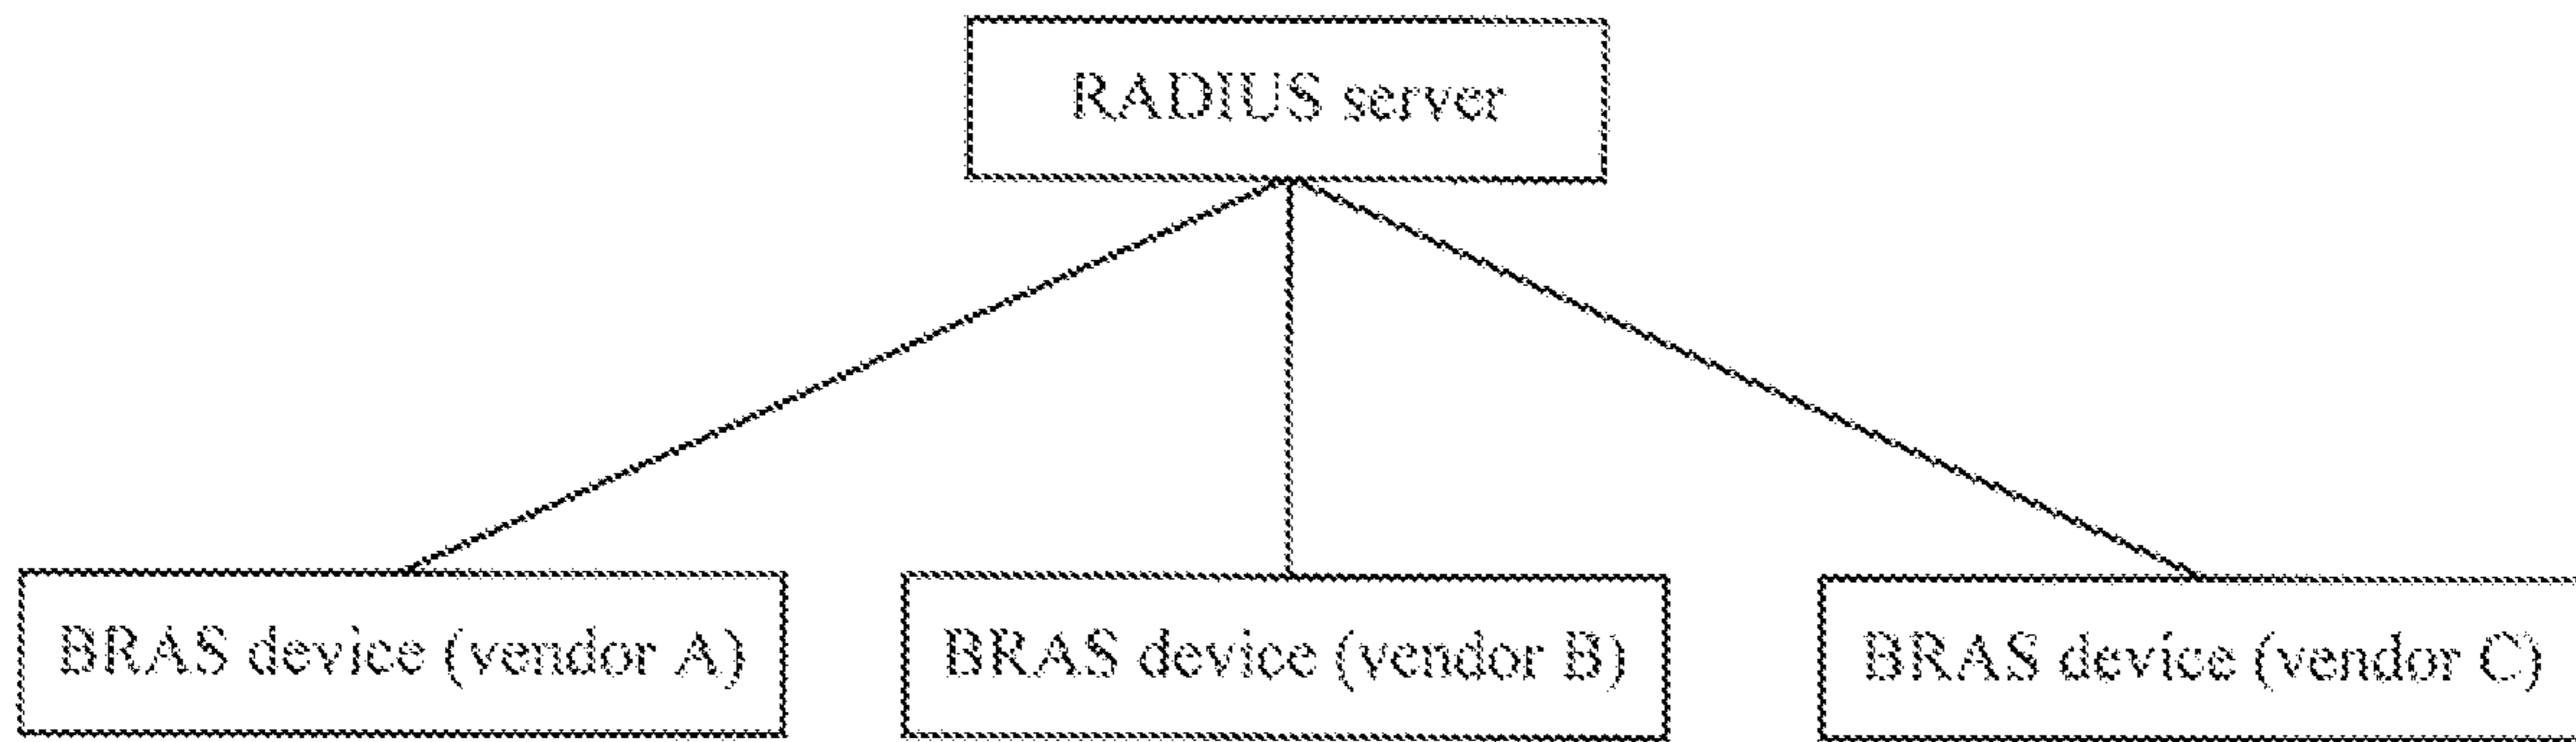 RADIUS server
BRAS device (vendor A)
BRAS device (vendor B)
BRAS device (vendor C)